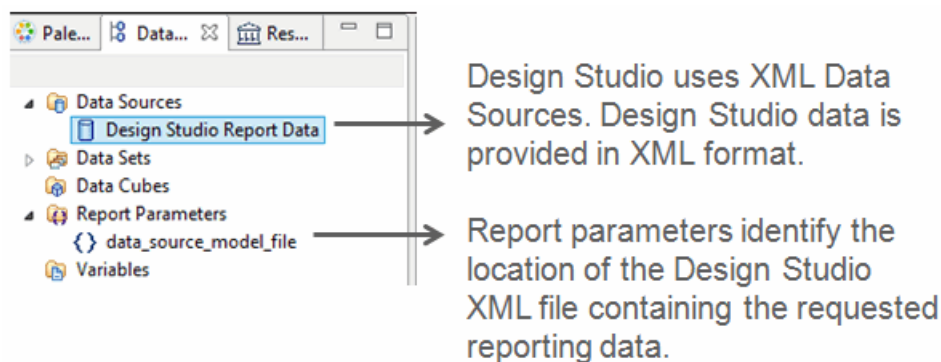 Pale... Data... Res...
Data Sources
Design Studio Report Data
Data Sets
Data Cubes
Report Parameters
{} data_source_model_file
Variables
Design Studio uses XML Data
Sources. Design Studio data is
provided in XML format.
Report parameters identify the
location of the Design Studio
XML file containing the requested
reporting data.